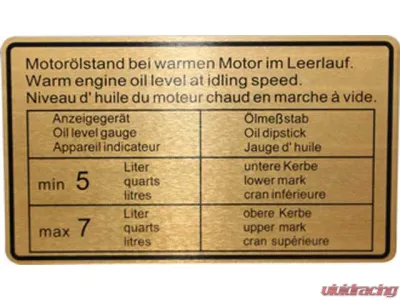 Motorölstand bei warmen Motor im Leerlauf.
Warm engine oil level at idling speed.
Niveau d' huile du moteur chaud en marche à vide.
Anzeigegerät
Oil level gauge
Appareil indicateur
Ölmeßstab
Oil dipstick
Jauge d' huile
min 5
Liter
quarts
litres
untere Kerbe
lower mark
cran inférieure
max 7
Liter
quarts
litres
obere Kerbe
upper mark
cran supérieure
vividracing